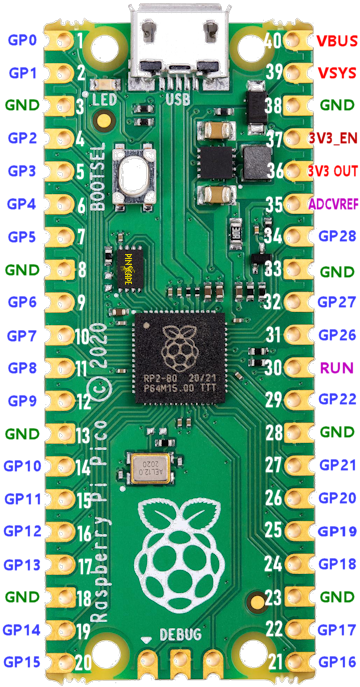 GP0 1 40 VBUS
GP1 2 39 VSYS
LED USB
GND 3 38 GND
GP2 4 37 3V3_EN
GP3 5 36 3V3 OUT
BOOTSEL
GP4 6 35 ADCVREF
GP5 7 34 GP28
GND 8 33 GND
GP6 9 32 GP27
GP7 10 31 GP26
GP8 11 30 RUN
RP2-B0 20/21
P64M15.00 TTT
GP9 12 29 GP22
GND 13 28 GND
GP10 14 27 GP21
AEL12.0
2020
GP11 15 26 GP20
GP12 16 25 GP19
GP13 17 24 GP18
Raspberry Pi Pico © 2020
GND 18 23 GND
GP14 19 22 GP17
DEBUG
GP15 20 21 GP16